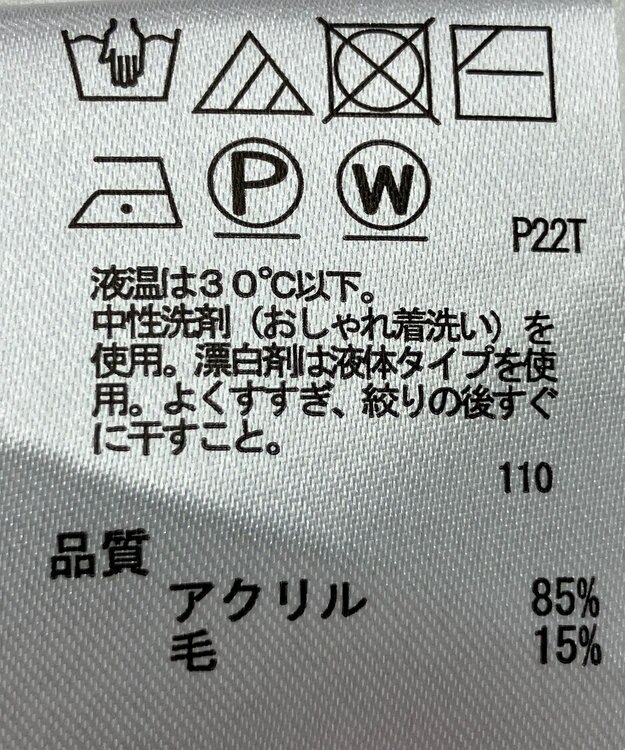 P W
P22T
液温は30℃以下。
中性洗剤（おしゃれ着洗い）を
使用。漂白剤は液体タイプを使
用。よくすすぎ、絞りの後すぐ
に干すこと。
110
品質
アクリル 85%
毛 15%